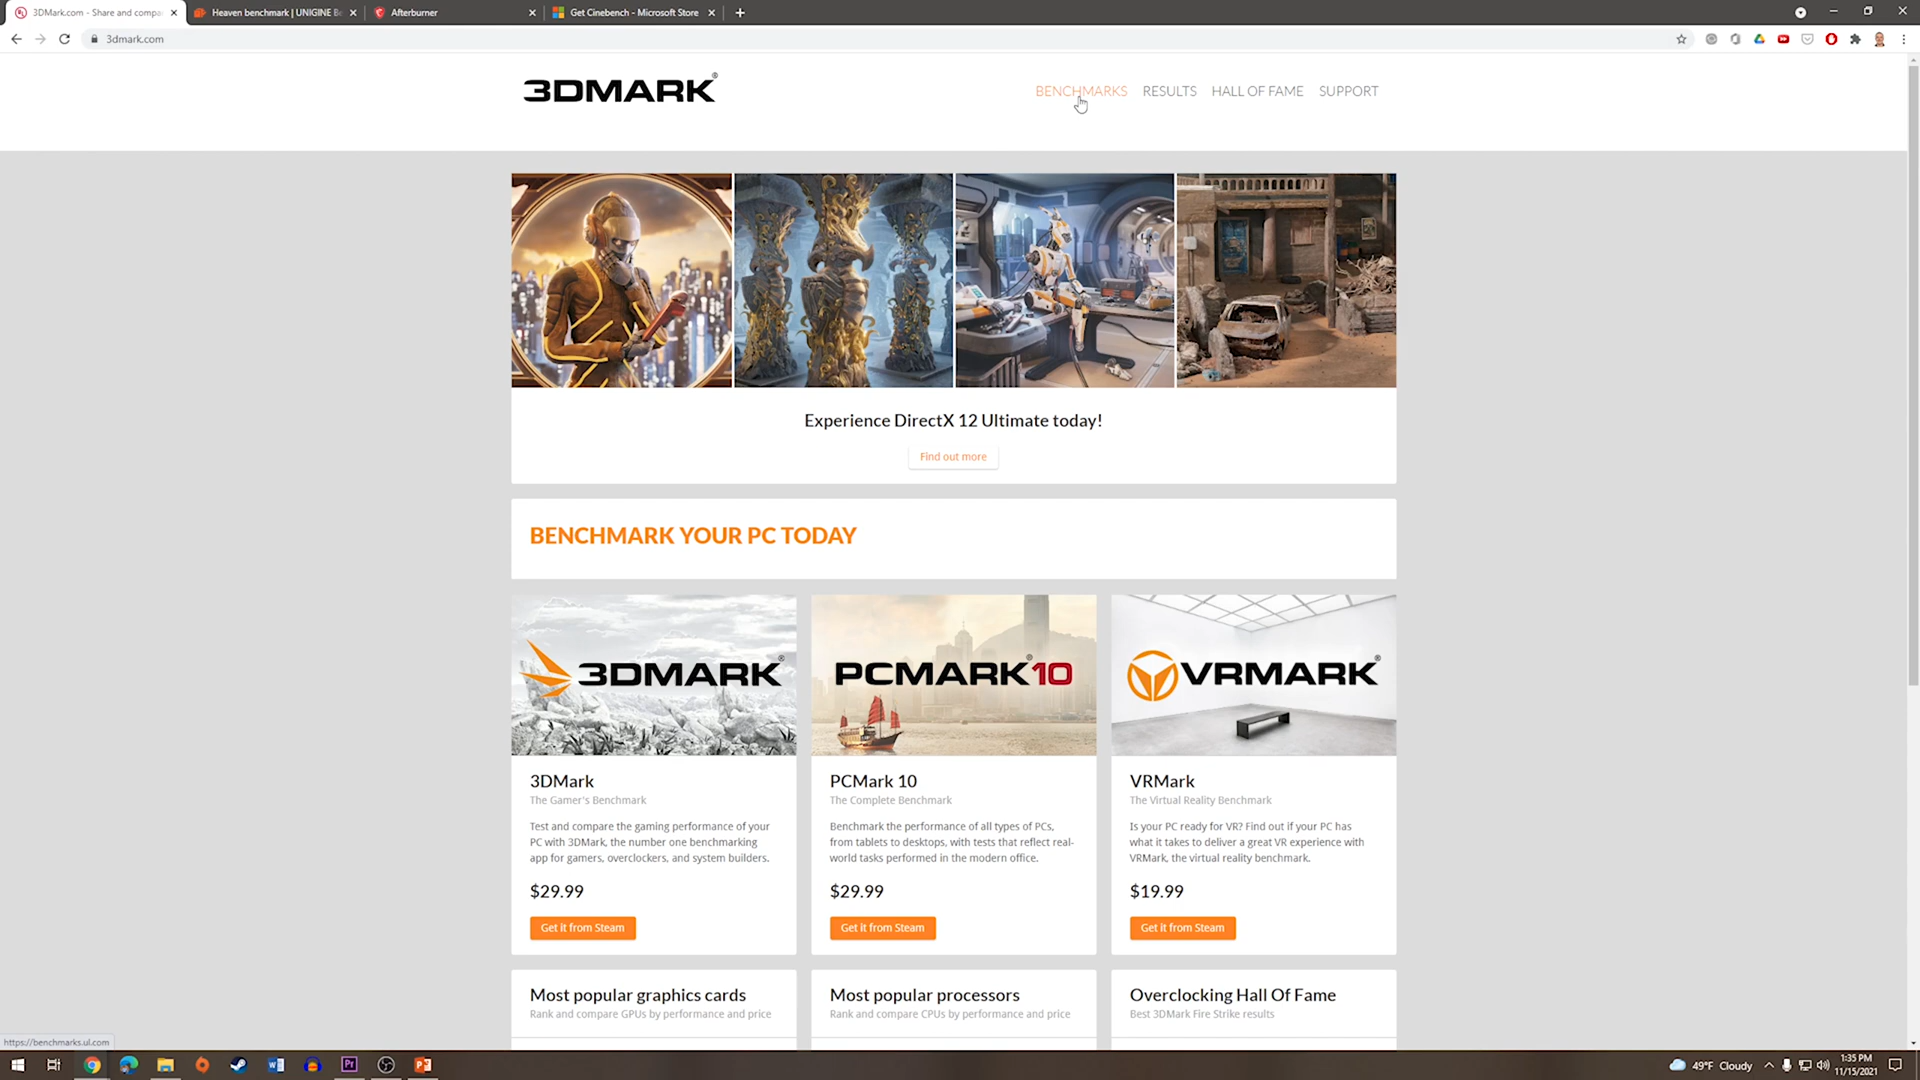 3DMark.com - Share and compa
Heaven benchmark | UNIGINE Be
Afterburner
Get Cinebench - Microsoft Store
3dmark.com
3DMARK®
BENCHMARKS RESULTS HALL OF FAME SUPPORT
Experience DirectX 12 Ultimate today!
Find out more
BENCHMARK YOUR PC TODAY
3DMARK®
PCMARK®10
VRMARK®
3DMark
The Gamer's Benchmark
Test and compare the gaming performance of your
PC with 3DMark, the number one benchmarking
app for gamers, overclockers, and system builders.
$29.99
Get it from Steam
PCMark 10
The Complete Benchmark
Benchmark the performance of all types of PCs,
from tablets to desktops, with tests that reflect real-
world tasks performed in the modern office.
$29.99
Get it from Steam
VRMark
The Virtual Reality Benchmark
Is your PC ready for VR? Find out if your PC has
what it takes to deliver a great VR experience with
VRMark, the virtual reality benchmark.
$19.99
Get it from Steam
Most popular graphics cards
Rank and compare GPUs by performance and price
Most popular processors
Rank and compare CPUs by performance and price
Overclocking Hall Of Fame
Best 3DMark Fire Strike results
https://benchmarks.ul.com
Pr
49°F Cloudy
1:35 PM
11/15/2021